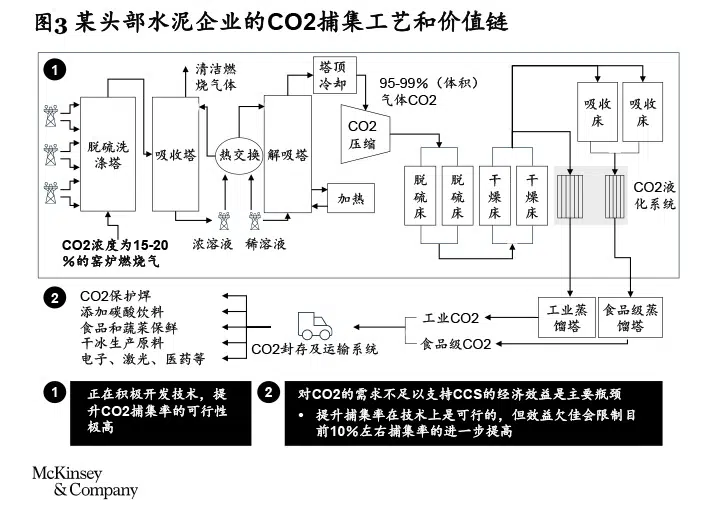 图3 某头部水泥企业的CO2捕集工艺和价值链
1
清洁燃
烧气体
塔顶
冷却
95-99%（体积）
气体CO2
脱硫洗
涤塔
吸收塔
热交换
解吸塔
加热
CO2
压缩
脱硫床
脱硫床
干燥床
干燥床
吸收床
吸收床
CO2液
化系统
浓溶液
稀溶液
CO2浓度为15-20
%的窑炉燃烧气
2
CO2保护焊
添加碳酸饮料
食品和蔬菜保鲜
干冰生产原料
电子、激光、医药等
CO2封存及运输系统
工业CO2
食品级CO2
工业蒸
馏塔
食品级蒸
馏塔
1
正在积极开发技术，提
升CO2捕集率的可行性
极高
2
对CO2的需求不足以支持CCS的经济效益是主要瓶颈
• 提升捕集率在技术上是可行的，但效益欠佳会限制目
前10%左右捕集率的进一步提高
McKinsey
& Company